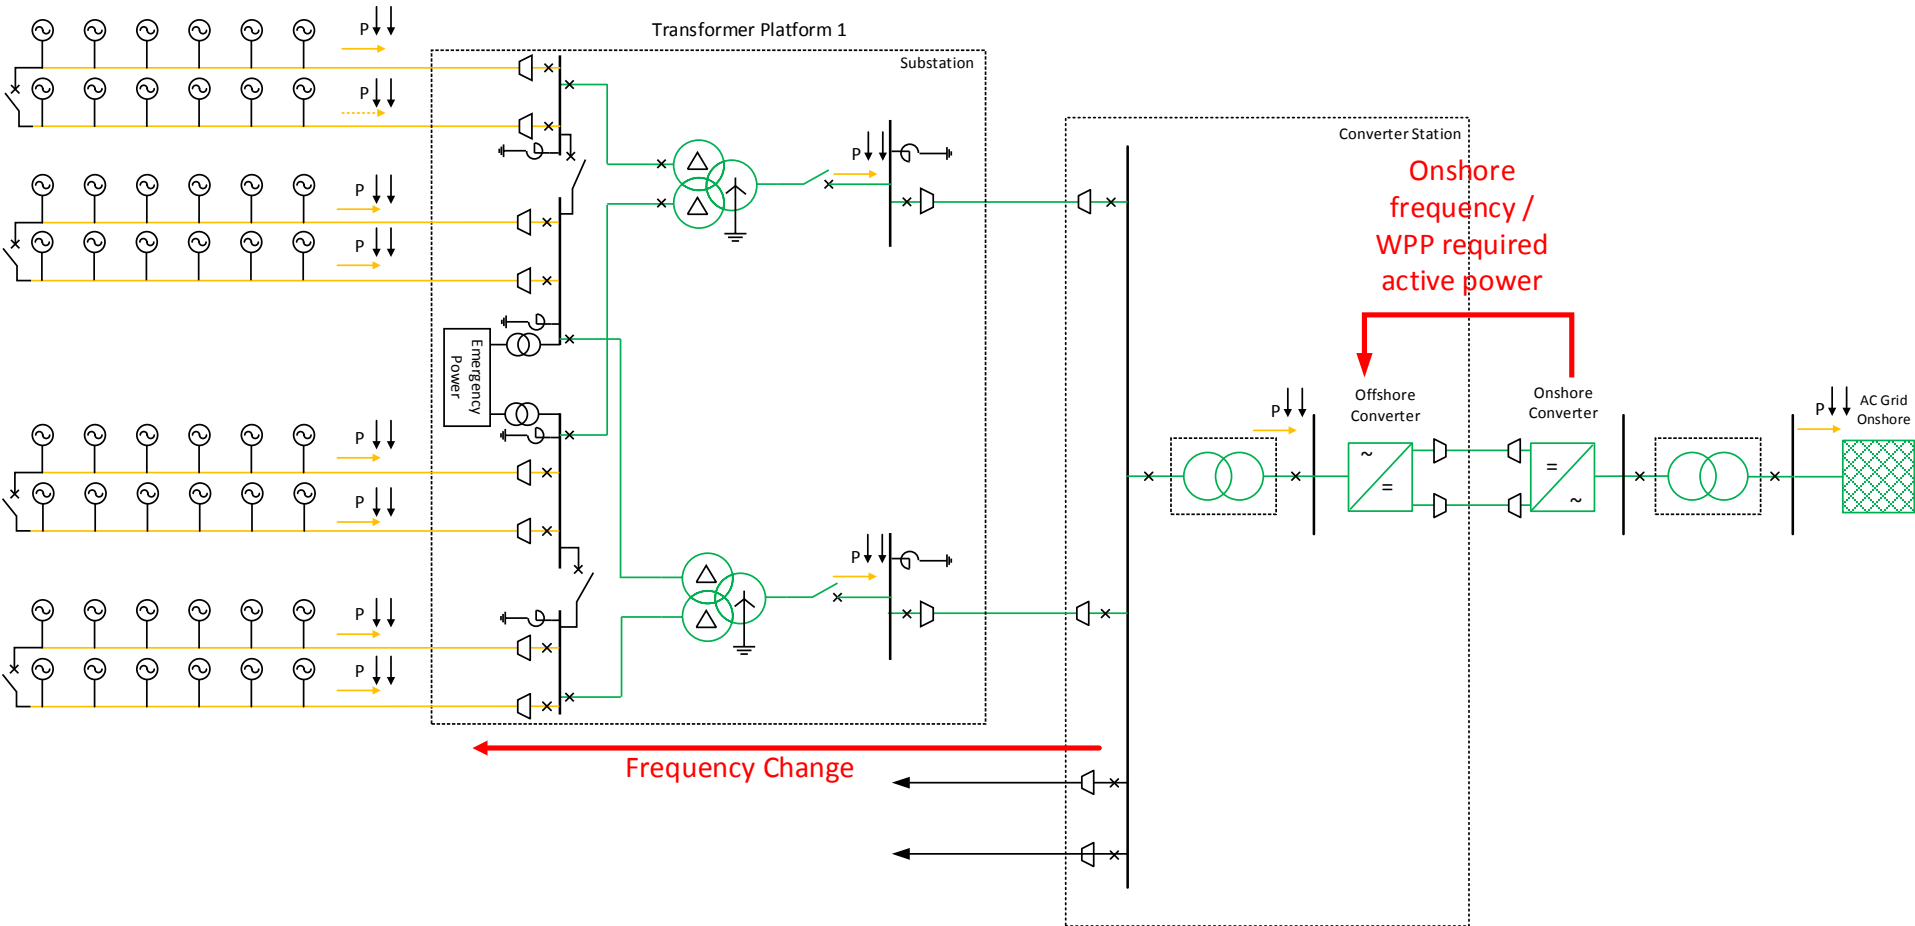 Transformer Platform 1
Substation
P
P
P
P
P
P
P
P
P
P
Emergency
Power
Converter Station
Onshore
frequency /
WPP required
active power
Offshore
Converter
Onshore
Converter
P
P
AC Grid
Onshore
~
=
=
~
Frequency Change